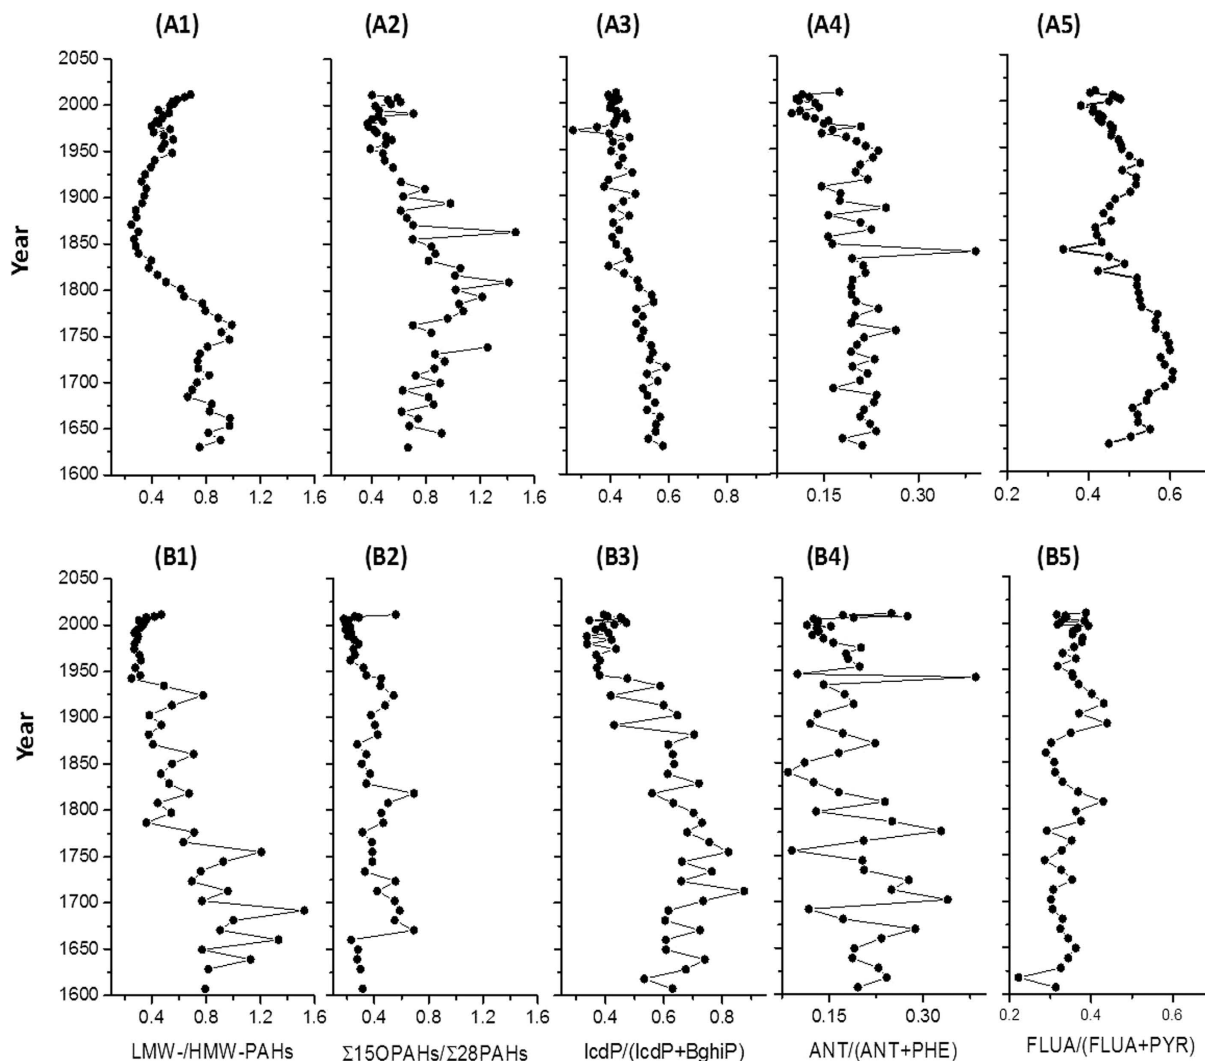 (A1) (A2) (A3) (A4) (A5)
2050
2000
1950
1900
1850
1800
1750
1700
1650
1600
Year
0.4 0.8 1.2 1.6 0.4 0.8 1.2 1.6 0.2 0.4 0.6 0.8 0.15 0.30 0.2 0.4 0.6
(B1) (B2) (B3) (B4) (B5)
2050
2000
1950
1900
1850
1800
1750
1700
1650
1600
Year
0.4 0.8 1.2 1.6 0.4 0.8 1.2 1.6 0.2 0.4 0.6 0.8 0.15 0.30 0.2 0.4 0.6
LMW-/HMW-PAHs Σ15OPAHs/Σ28PAHs IcdP/(IcdP+BghiP) ANT/(ANT+PHE) FLUA/(FLUA+PYR)